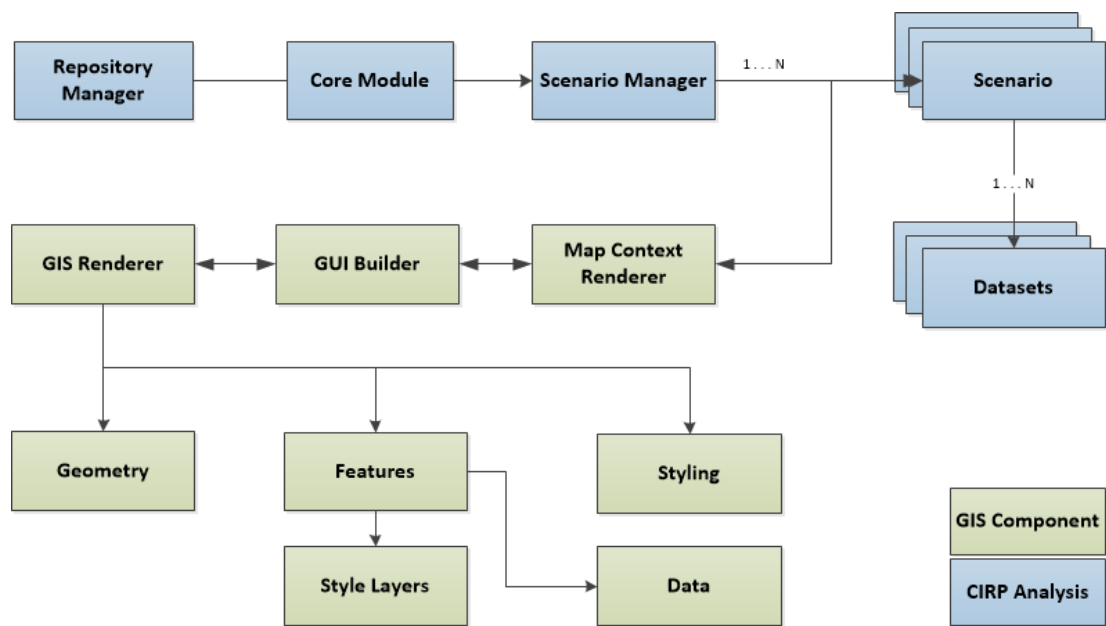 Repository
Manager
Core Module
Scenario Manager
1 . . . N
Scenario
1 . . . N
GIS Renderer
GUI Builder
Map Context
Renderer
Datasets
Geometry
Features
Styling
GIS Component
Style Layers
Data
CIRP Analysis